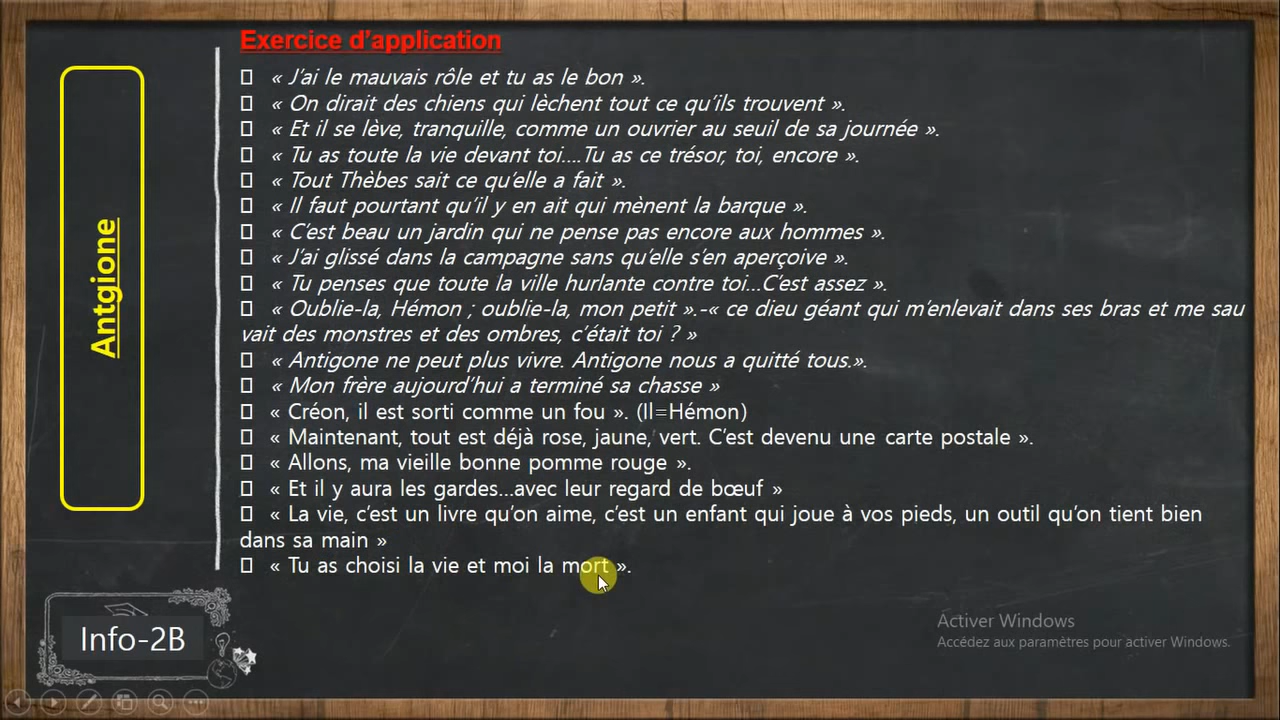 Exercice d’application
« J’ai le mauvais rôle et tu as le bon ».
« On dirait des chiens qui lèchent tout ce qu’ils trouvent ».
« Et il se lève, tranquille, comme un ouvrier au seuil de sa journée ».
« Tu as toute la vie devant toi….Tu as ce trésor, toi, encore ».
« Tout Thèbes sait ce qu’elle a fait ».
« Il faut pourtant qu’il y en ait qui mènent la barque ».
« C’est beau un jardin qui ne pense pas encore aux hommes ».
« J’ai glissé dans la campagne sans qu’elle s’en aperçoive ».
« Tu penses que toute la ville hurlante contre toi…C’est assez ».
« Oublie-la, Hémon ; oublie-la, mon petit ».-« ce dieu géant qui m’enlevait dans ses bras et me sau
vait des monstres et des ombres, c’était toi ? »
« Antigone ne peut plus vivre. Antigone nous a quitté tous.».
« Mon frère aujourd’hui a terminé sa chasse »
« Créon, il est sorti comme un fou ». (Il=Hémon)
« Maintenant, tout est déjà rose, jaune, vert. C’est devenu une carte postale ».
« Allons, ma vieille bonne pomme rouge ».
« Et il y aura les gardes…avec leur regard de bœuf »
« La vie, c’est un livre qu’on aime, c’est un enfant qui joue à vos pieds, un outil qu’on tient bien
dans sa main »
« Tu as choisi la vie et moi la mort ».
Antgione
Info-2B
Activer Windows
Accédez aux paramètres pour activer Windows.